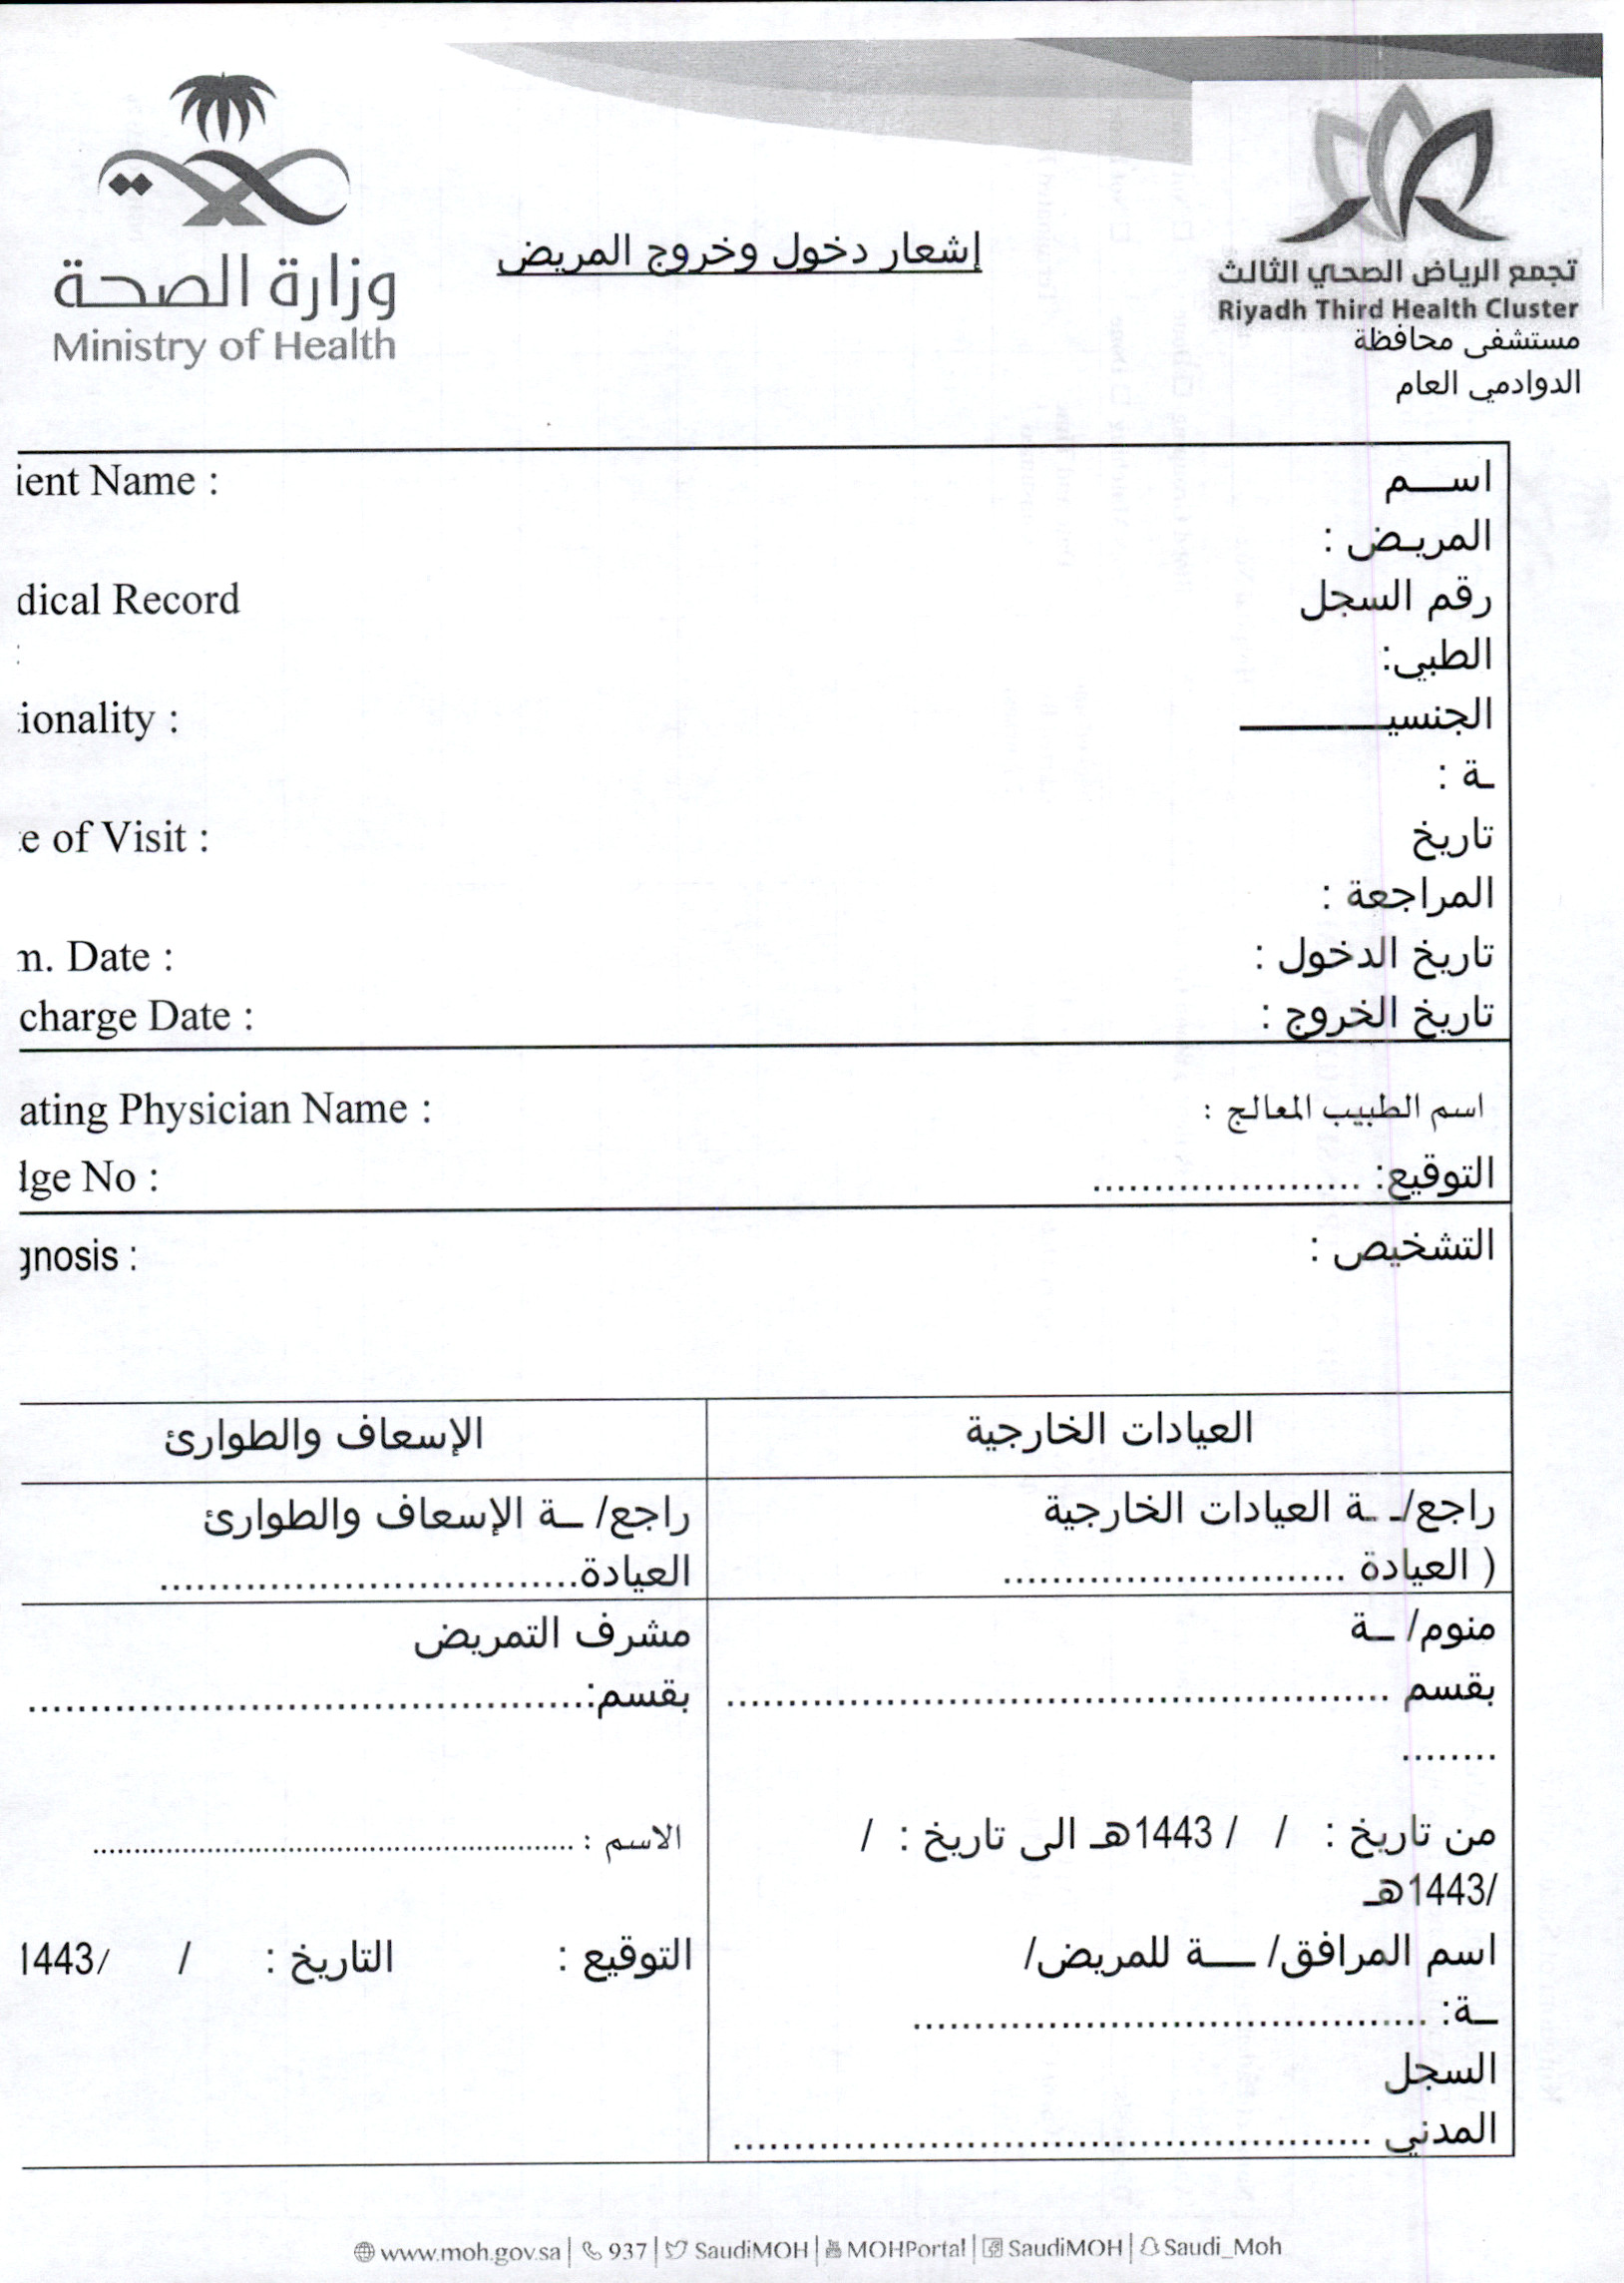 وزارة الصحة
Ministry of Health
إشعار دخول وخروج المريض
تجمع الرياض الصحي الثالث
Riyadh Third Health Cluster
مستشفى محافظة
الدوادمي العام
ient Name :
اســـم
المريـض :
dical Record
رقم السجل
:
الطبي:
ionality :
الجنسيـــــــــــ
ـة :
e of Visit :
تاريخ
المراجعة :
n. Date :
تاريخ الدخول :
charge Date :
تاريخ الخروج :
ating Physician Name :
اسم الطبيب المعالج :
lge No :
التوقيع: ......................
gnosis :
التشخيص :
العيادات الخارجية
الإسعاف والطوارئ
راجع/ـ ـة العيادات الخارجية
( العيادة ............................
راجع/ ــة الإسعاف والطوارئ
العيادة..................................
منوم/ ــة
بقسم ......................................................
........
من تاريخ : / / 1443هـ الى تاريخ : /
/1443هـ
اسم المرافق/ ـــة للمريض/
ــة: ..........................................
السجل
المدني ....................................................
مشرف التمريض
بقسم:.............................................
الاسم : ..........................................................
التوقيع : التاريخ : / /1443
www.moh.gov.sa | 937 | SaudiMOH | MOHPortal | SaudiMOH | Saudi_Moh